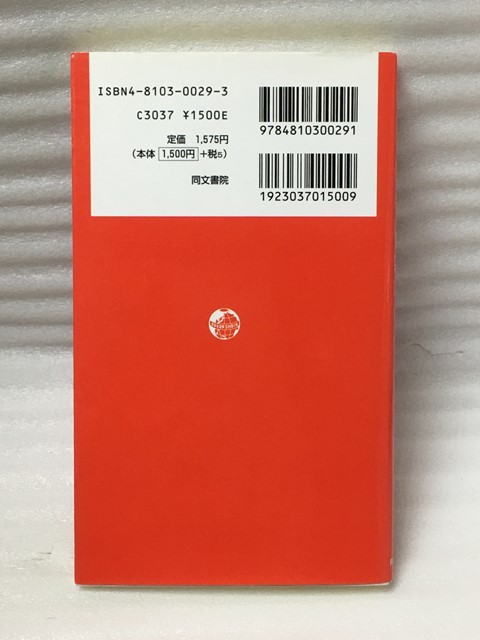 ISBN4-8103-0029-3
C3037 ¥1500E
定価 1,575円
(本体 1,500円 +税5)
同文書院
9784810300291
1923037015009